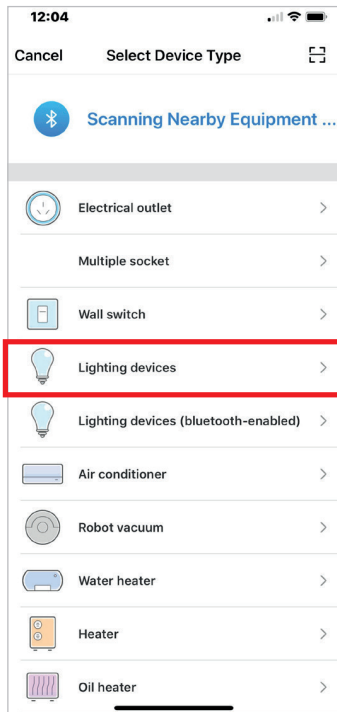 12:04
Cancel Select Device Type
Scanning Nearby Equipment ...
Electrical outlet
Multiple socket
Wall switch
Lighting devices
Lighting devices (bluetooth-enabled)
Air conditioner
Robot vacuum
Water heater
Heater
Oil heater